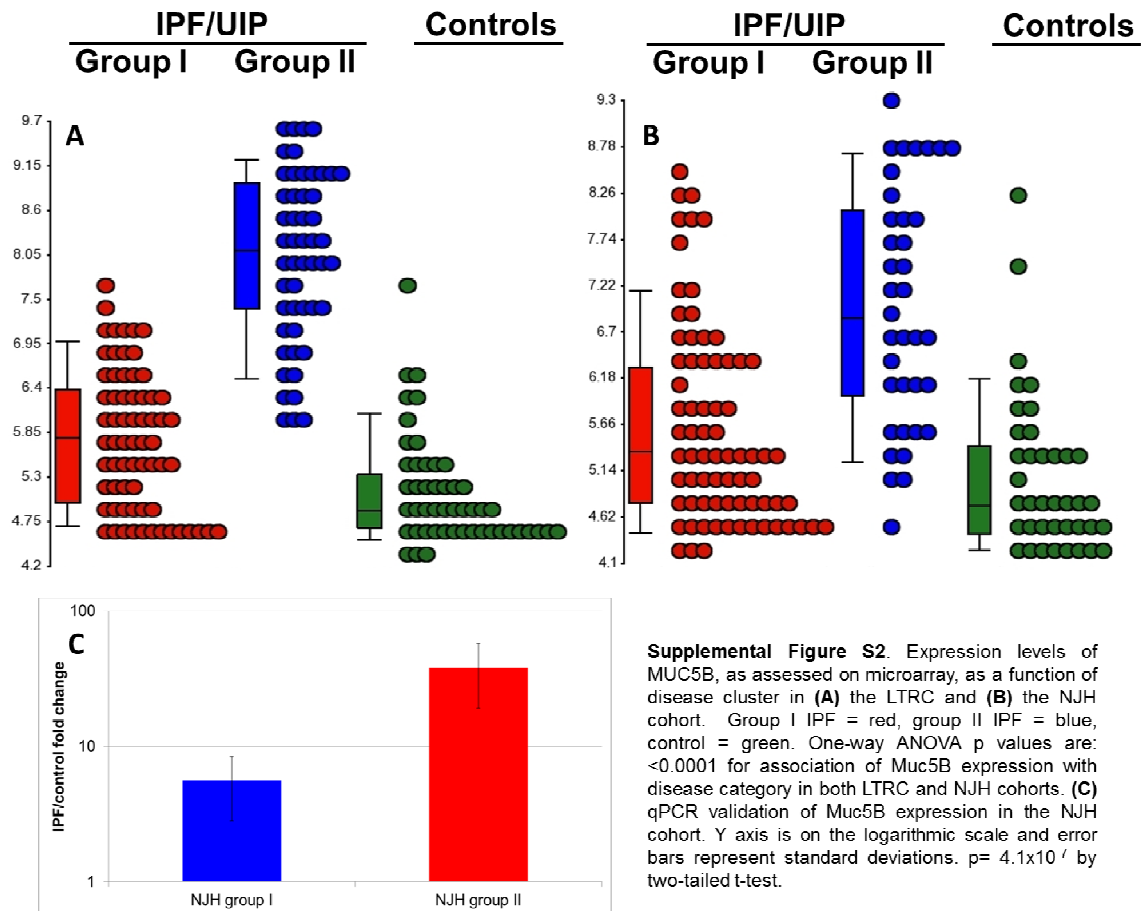 IPF/UIP
Controls
Group I
Group II
IPF/UIP
Controls
Group I
Group II
A
9.7
9.15
8.6
8.05
7.5
6.95
6.4
5.85
5.3
4.75
4.2
B
9.3
8.78
8.26
7.74
7.22
6.7
6.18
5.66
5.14
4.62
4.1
C
IPF/control fold change
100
10
1
NJH group I
NJH group II
Supplemental Figure S2. Expression levels of
MUC5B, as assessed on microarray, as a function of
disease cluster in (A) the LTRC and (B) the NJH
cohort. Group I IPF = red, group II IPF = blue,
control = green. One-way ANOVA p values are:
<0.0001 for association of Muc5B expression with
disease category in both LTRC and NJH cohorts. (C)
qPCR validation of Muc5B expression in the NJH
cohort. Y axis is on the logarithmic scale and error
bars represent standard deviations. p= 4.1x10⁻⁷ by
two-tailed t-test.